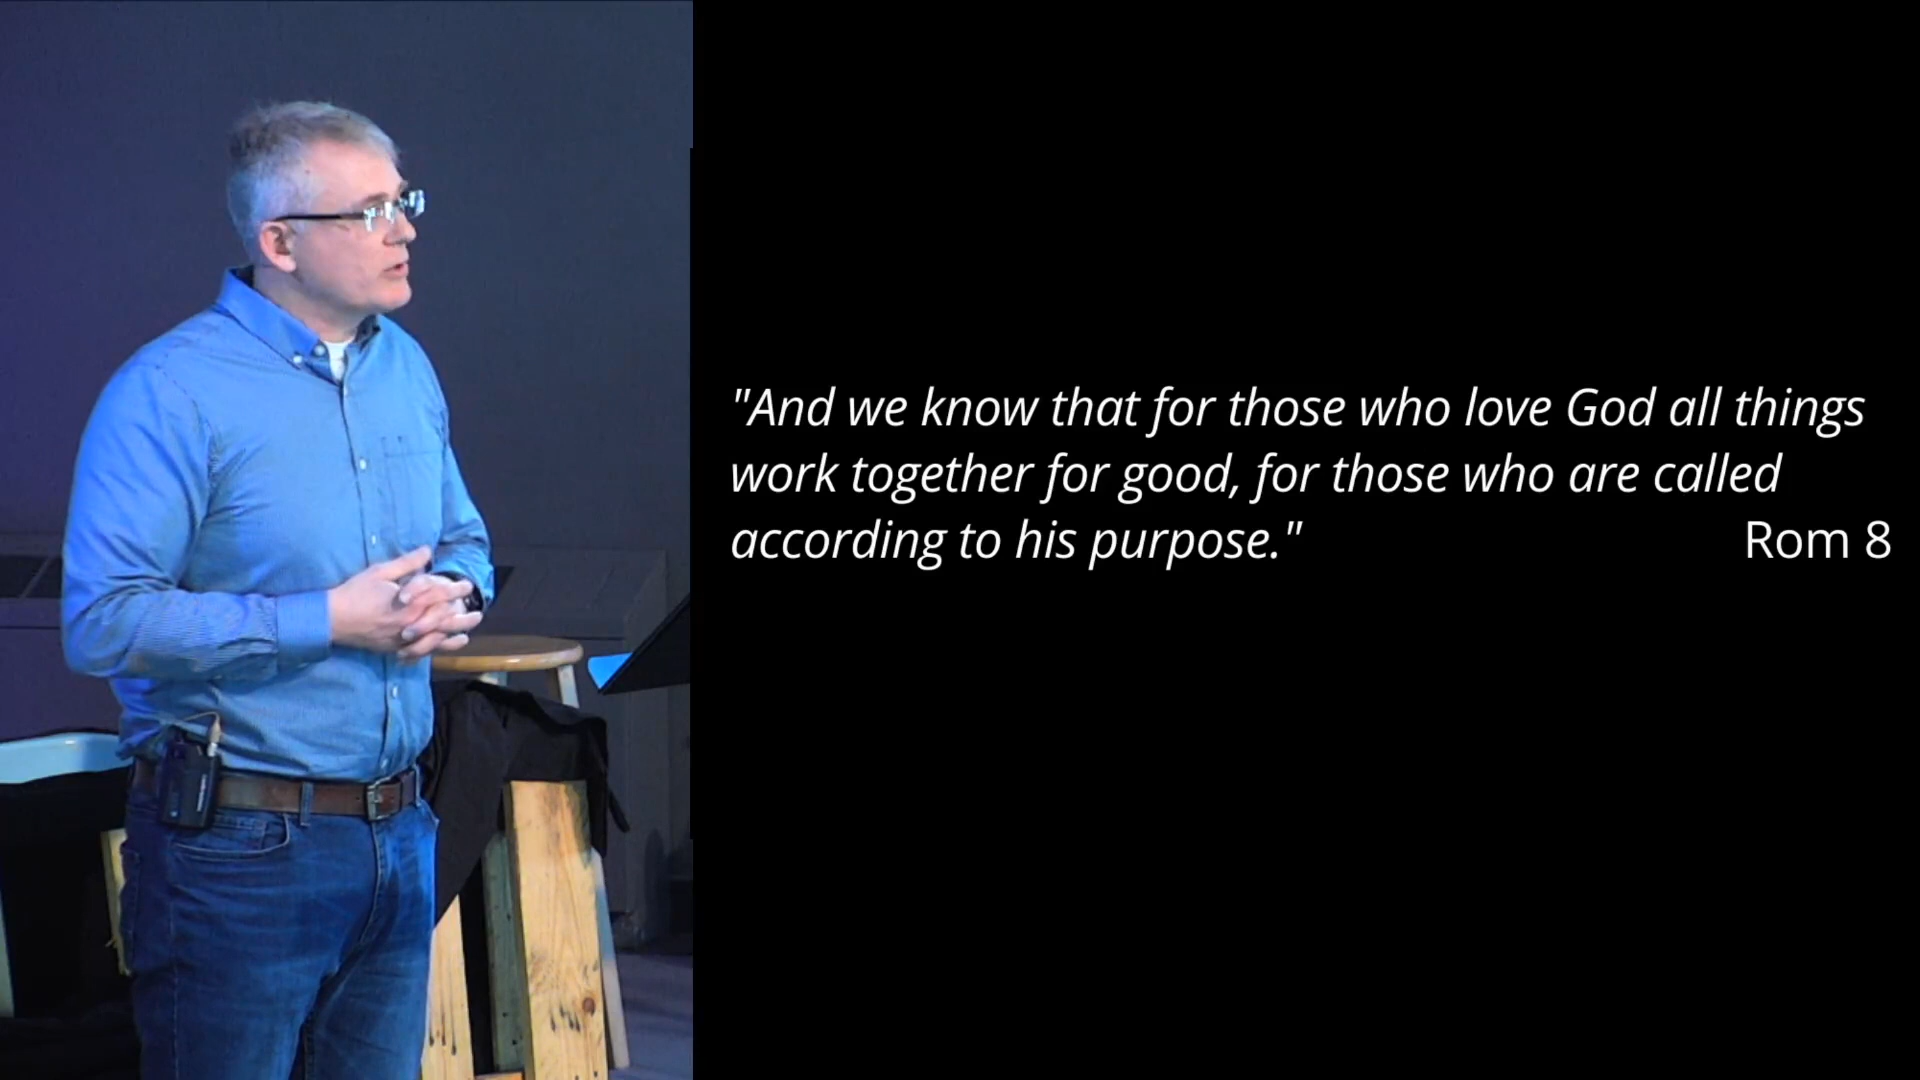 "And we know that for those who love God all things
work together for good, for those who are called
according to his purpose." Rom 8